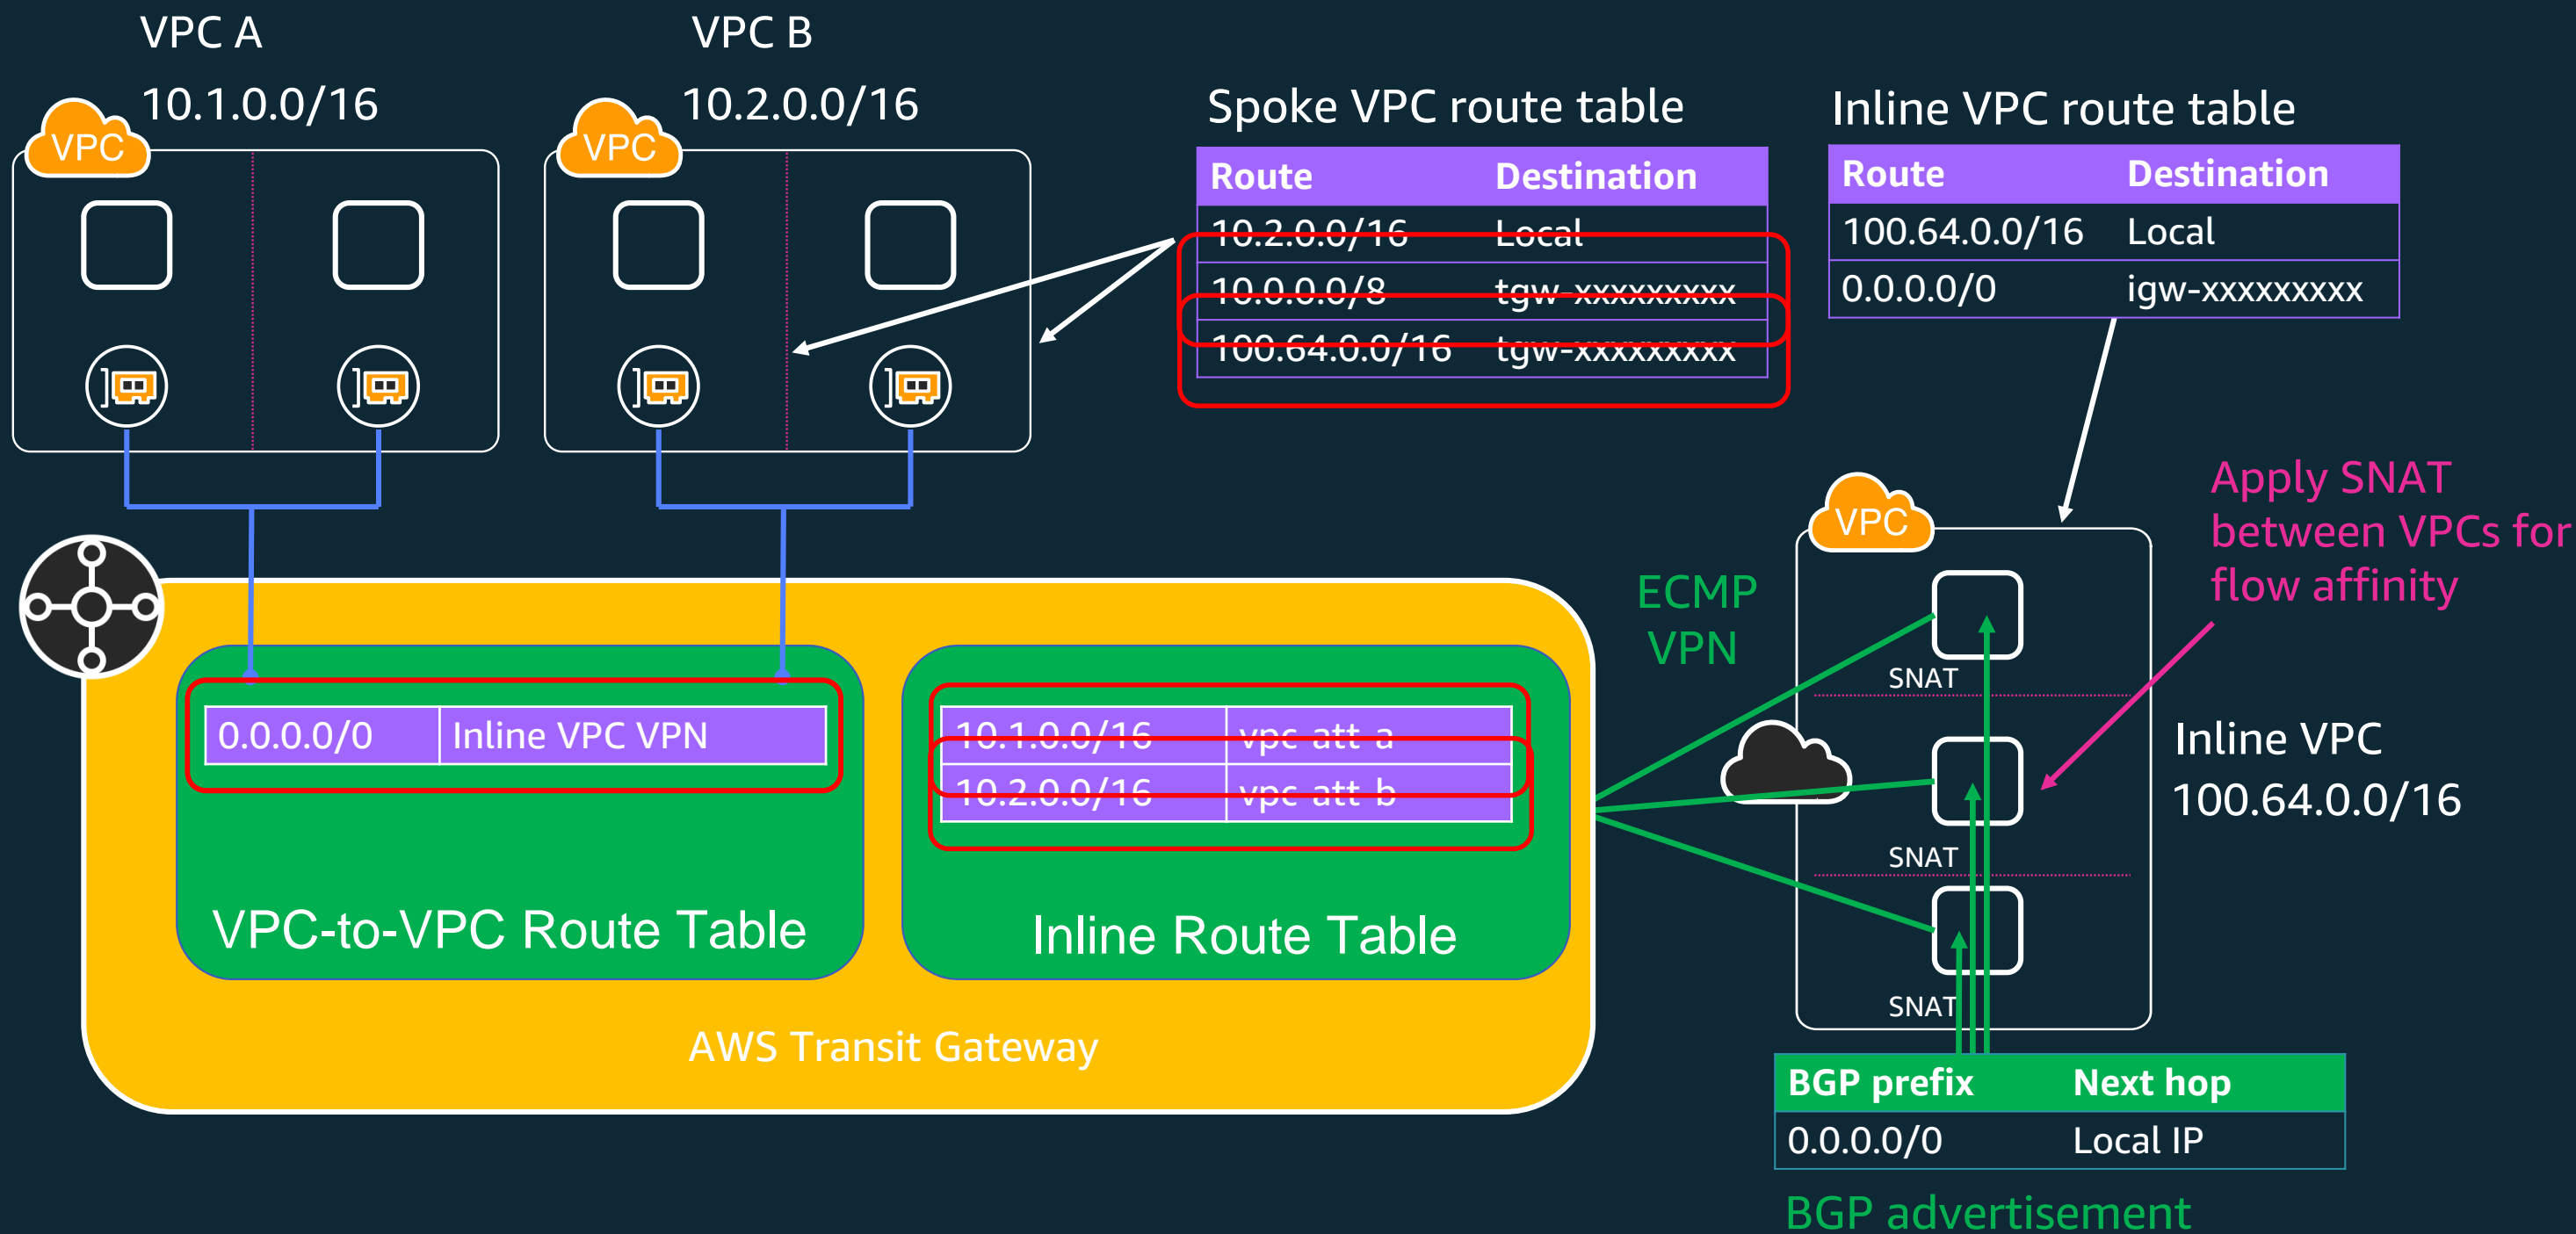 VPC A
10.1.0.0/16
VPC
VPC B
10.2.0.0/16
VPC
Spoke VPC route table
Route Destination
10.2.0.0/16 Local
10.0.0.0/8 tgw-xxxxxxxxx
100.64.0.0/16 tgw-xxxxxxxxx
Inline VPC route table
Route Destination
100.64.0.0/16 Local
0.0.0.0/0 igw-xxxxxxxxx
Apply SNAT
between VPCs for
flow affinity
VPC
ECMP
VPN
SNAT
SNAT
SNAT
Inline VPC
100.64.0.0/16
0.0.0.0/0 Inline VPC VPN
VPC-to-VPC Route Table
10.1.0.0/16 vpc-att-a
10.2.0.0/16 vpc-att-b
Inline Route Table
AWS Transit Gateway
BGP prefix Next hop
0.0.0.0/0 Local IP
BGP advertisement